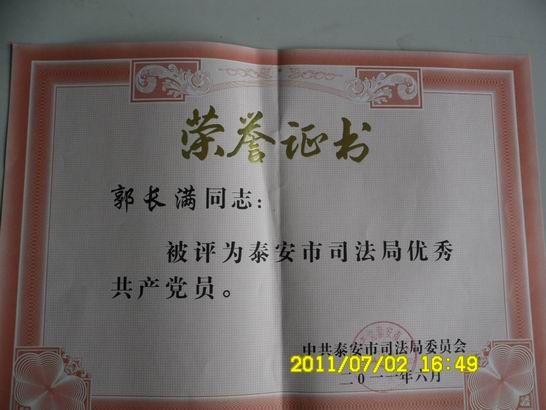 荣誉证书
郭长满同志：
被评为泰安市司法局优秀
共产党员。
中共泰安市司法局委员会
2011/07/02 16:49
二0一一年六月